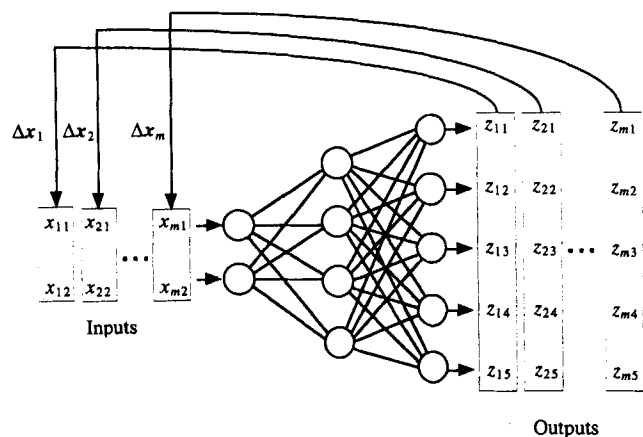 Δx₁ Δx₂ Δxₘ
z₁₁ z₂₁ zₘ₁
z₁₂ z₂₂ zₘ₂
x₁₁ x₂₁ xₘ₁
z₁₃ z₂₃ ••• zₘ₃
•••
x₁₂ x₂₂ xₘ₂
z₁₄ z₂₄ zₘ₄
Inputs
z₁₅ z₂₅ zₘ₅
Outputs